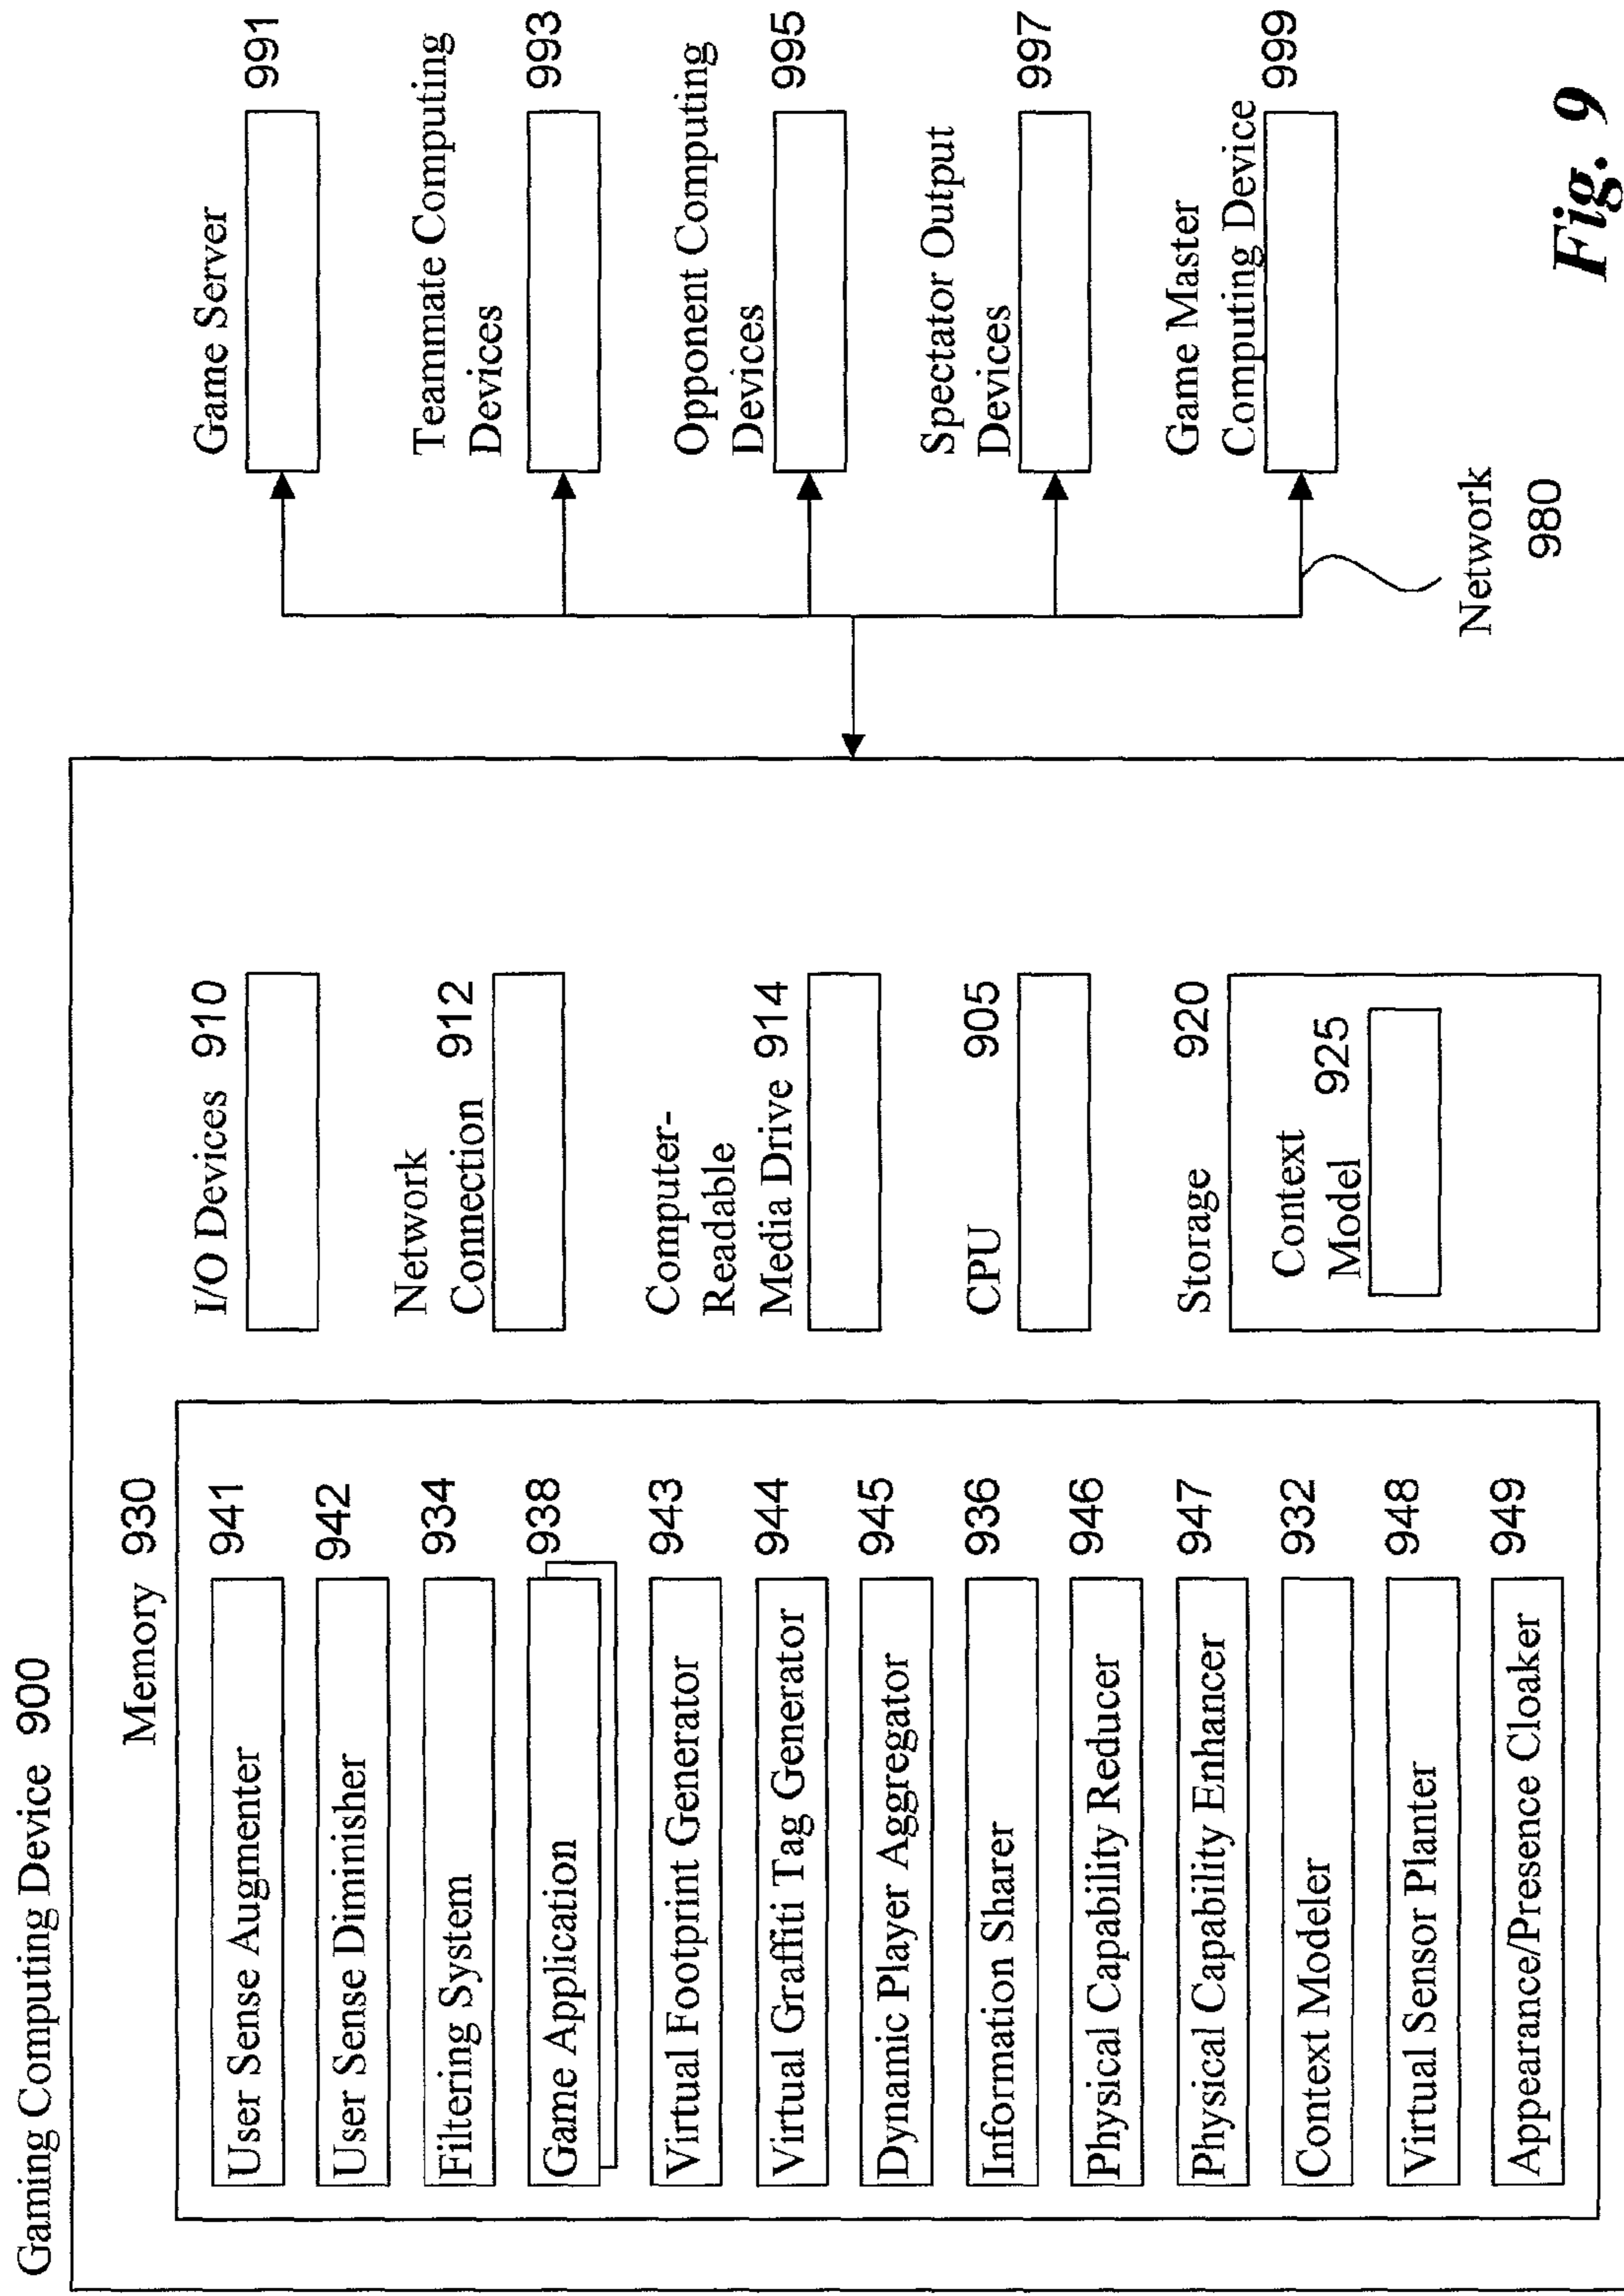 Gaming Computing Device 900
Memory 930
User Sense Augmenter 941
User Sense Diminisher 942
Filtering System 934
Game Application 938
Virtual Footprint Generator 943
Virtual Graffiti Tag Generator 944
Dynamic Player Aggregator 945
Information Sharer 936
Physical Capability Reducer 946
Physical Capability Enhancer 947
Context Modeler 932
Virtual Sensor Planter 948
Appearance/Presence Cloaker 949
I/O Devices 910
Network
Connection 912
Computer-
Readable
Media Drive 914
CPU 905
Storage 920
Context
Model 925
Game Server 991
Teammate Computing
Devices 993
Opponent Computing
Devices 995
Spectator Output
Devices 997
Game Master
Computing Device 999
Network
980
Fig. 9